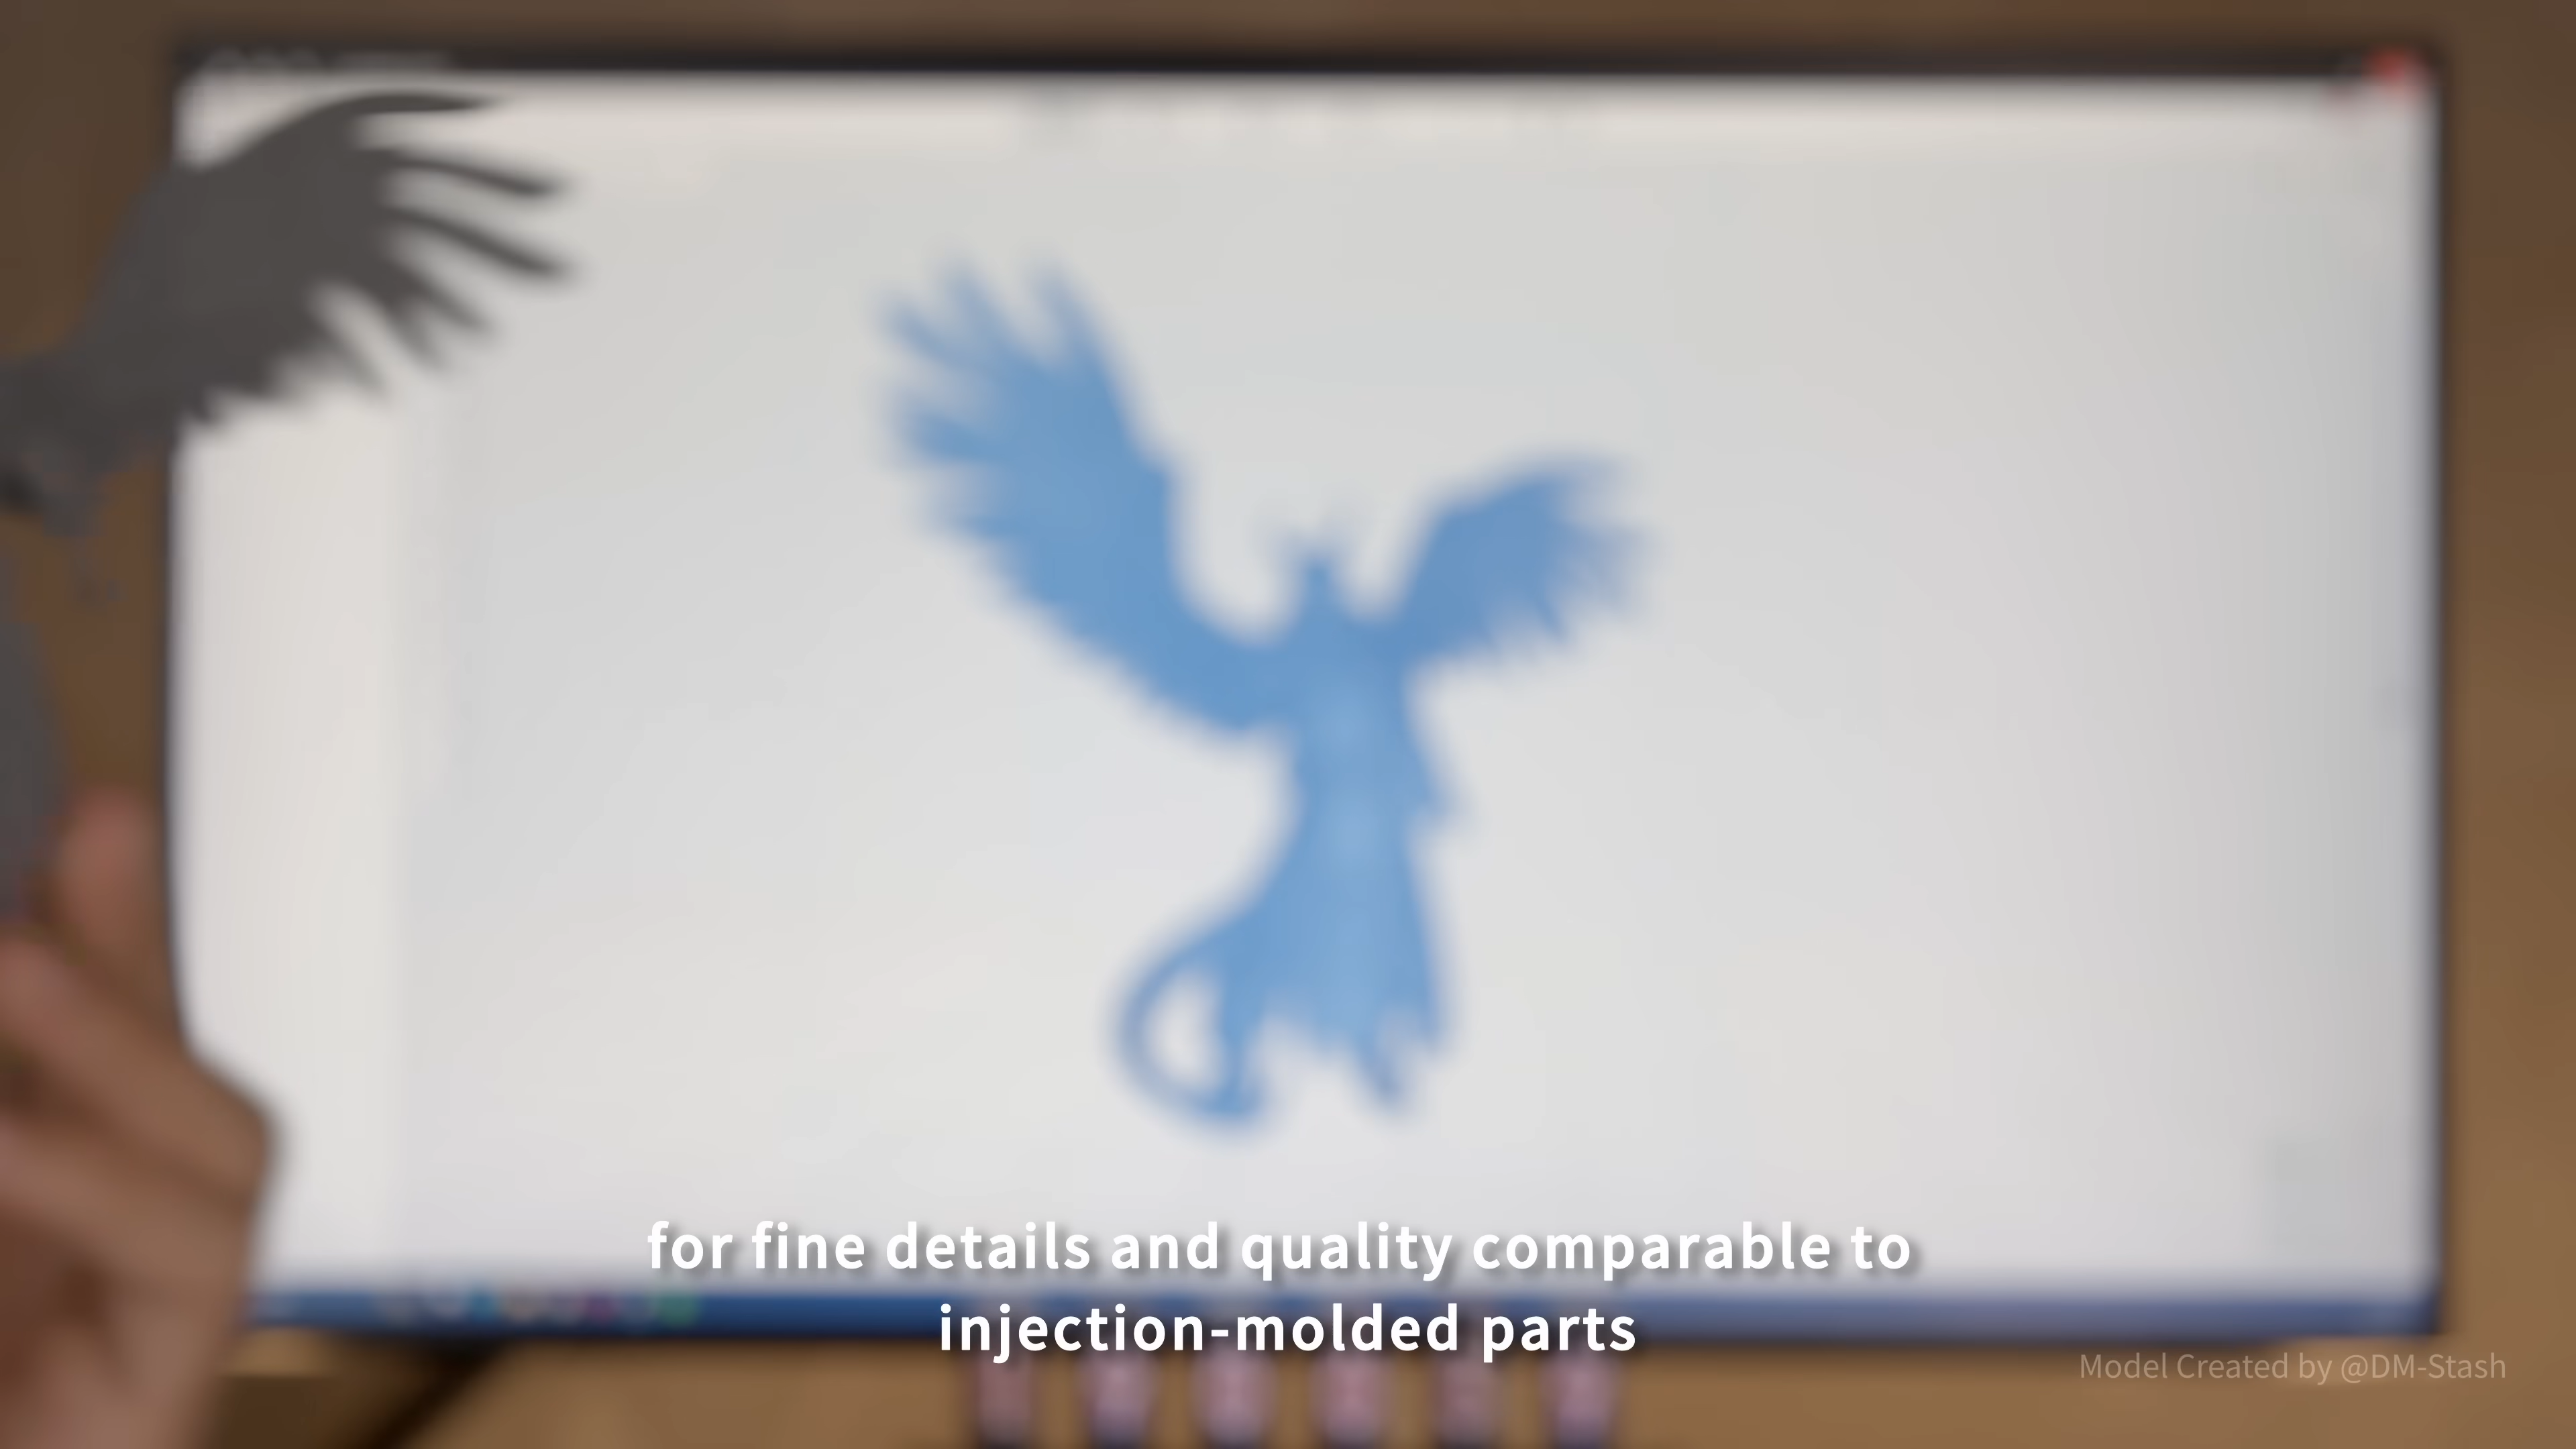 for fine details and quality comparable to
injection-molded parts
Model Created by @DM-Stash